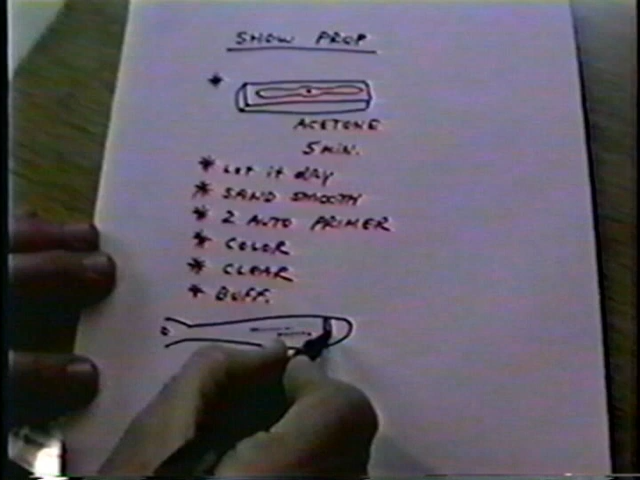 SHOW PROP
*
ACETONE
5 MIN.
* LET it dRy
* SAND SMOOTH
* 2 AUTO PRIMER
* COLOR
* CLEAR
* BUFF.